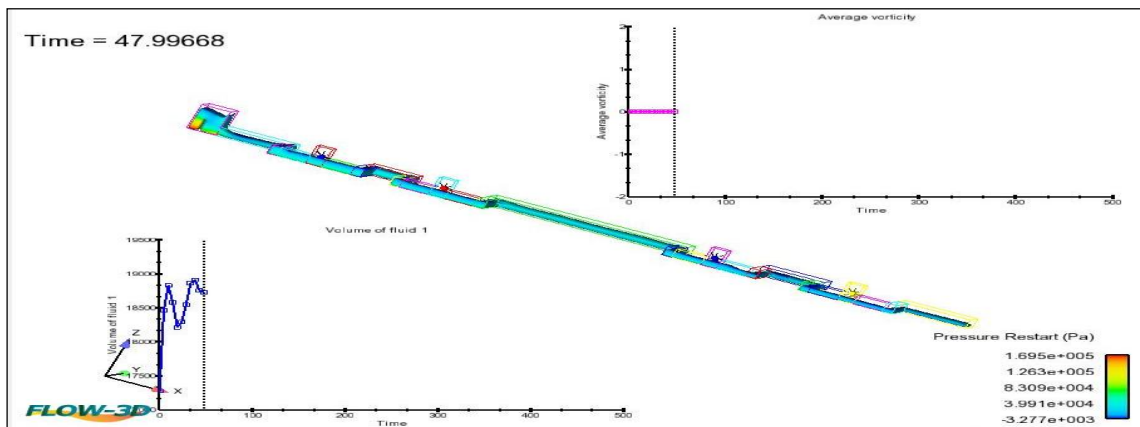 Time = 47.99668
Average vorticity
2
1
0
-1
-2
Average vorticity
100
200
300
400
500
Time
Volume of fluid 1
19500
19000
18500
18000
17500
Volume of fluid 1
Z
Y
X
0
100
200
300
400
500
Time
FLOW-3D
Pressure Restart (Pa)
1.695e+005
1.263e+005
8.309e+004
3.991e+004
-3.277e+003